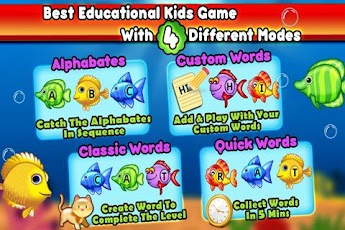 Best Educational Kids Game
With 4 Different Modes
Alphabates
A B C
Catch The Alphabates
In Sequence
Custom Words
Hi H I
Add & Play With Your
Custom Words
Classic Words
C T
Create Word To
Complete The Level
Quick Words
R A T
Collect Words
In 5 Mins